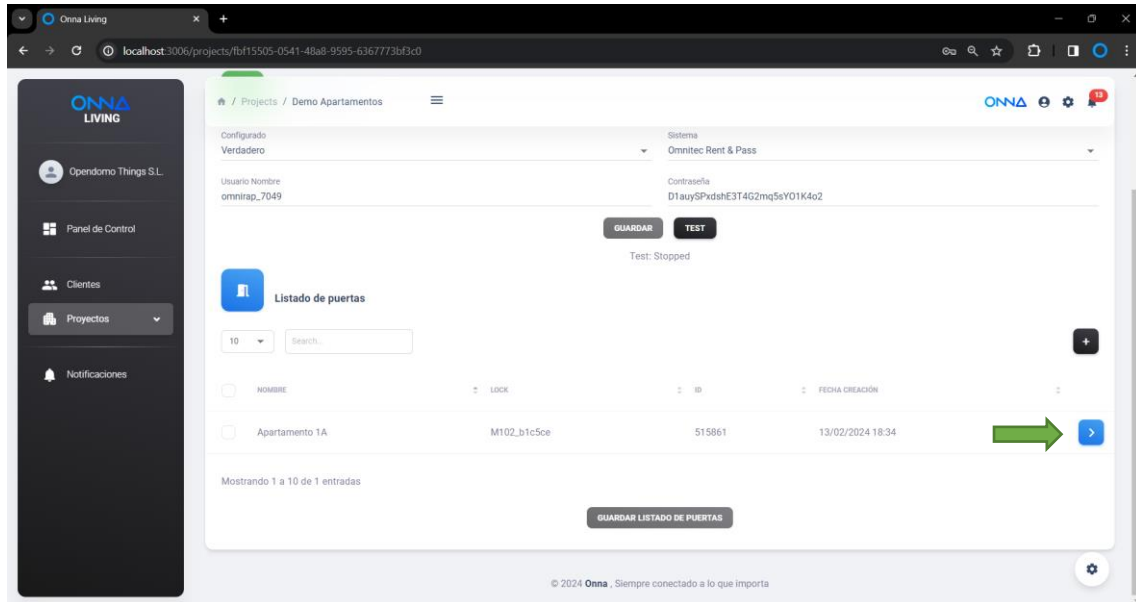 Onna Living
localhost:3006/projects/fbf15505-0541-48a8-9595-6367773bf3c0
ONNA
LIVING
Opendomo Things S.L.
Panel de Control
Clientes
Proyectos
Notificaciones
/ Projects / Demo Apartamentos
ONNA
13
Configurado
Verdadero
Sistema
Omnitec Rent & Pass
Usuario Nombre
omnirap_7049
Contraseña
D1auySPxdshE3T4G2mq5sYO1K4o2
GUARDAR
TEST
Test: Stopped
Listado de puertas
10
Search..
+
NOMBRE
LOCK
ID
FECHA CREACIÓN
Apartamento 1A
M102_b1c5ce
515861
13/02/2024 18:34
Mostrando 1 a 10 de 1 entradas
GUARDAR LISTADO DE PUERTAS
© 2024 Onna , Siempre conectado a lo que importa